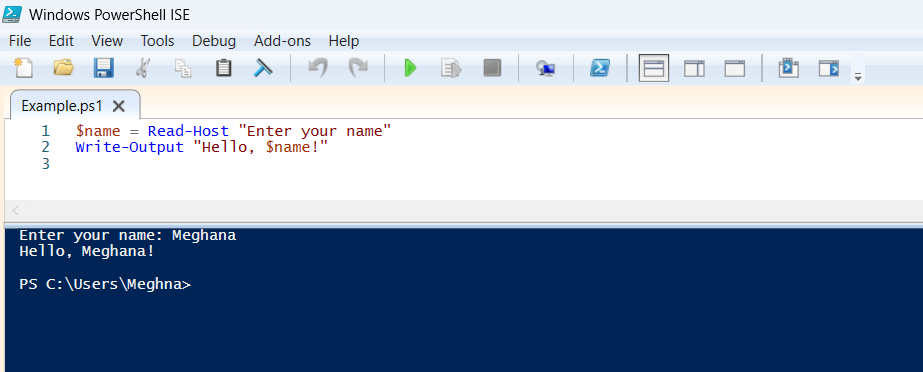 Windows PowerShell ISE
File Edit View Tools Debug Add-ons Help
Example.ps1
1 $name = Read-Host "Enter your name"
2 Write-Output "Hello, $name!"
3
Enter your name: Meghana
Hello, Meghana!
PS C:\Users\Meghna>